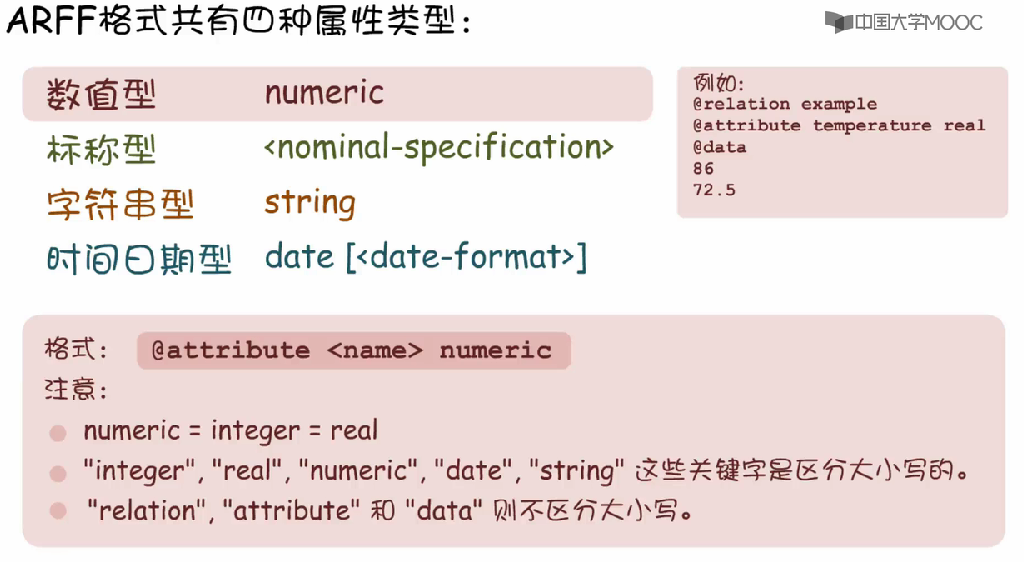 ARFF格式共有四种属性类型：
中国大学MOOC
数值型 numeric
标称型 <nominal-specification>
字符串型 string
时间日期型 date [<date-format>]
例如:
@relation example
@attribute temperature real
@data
86
72.5
格式： @attribute <name> numeric
注意：
numeric = integer = real
"integer", "real", "numeric", "date", "string" 这些关键字是区分大小写的。
"relation", "attribute" 和 "data" 则不区分大小写。